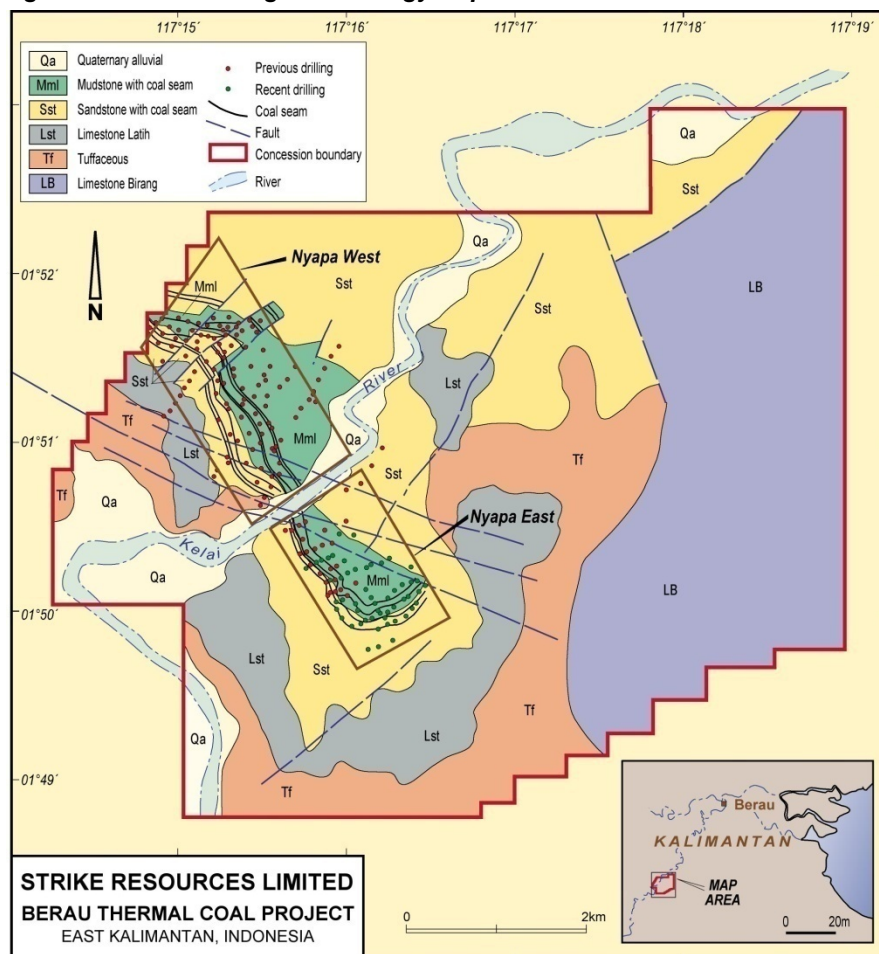 117°15´ 117°16´ 117°17´ 117°18´ 117°19´
Qa Quaternary alluvial
Mml Mudstone with coal seam
Sst Sandstone with coal seam
Lst Limestone Latih
Tf Tuffaceous
LB Limestone Birang
Previous drilling
Recent drilling
Coal seam
Fault
Concession boundary
River
Qa
Sst
Qa
Nyapa West
01°52´
N
Mml
Sst
Sst
LB
Sst
Lst
River
Tf
01°51´
Lst
Mml
Qa
Sst
Tf
Tf
Qa
Nyapa East
Kelai
Qa
Mml
01°50´
LB
Sst
Lst
Tf
Lst
Qa
01°49´
Tf
Berau
KALIMANTAN
MAP
AREA
0 20m
STRIKE RESOURCES LIMITED
BERAU THERMAL COAL PROJECT
EAST KALIMANTAN, INDONESIA
0 2km